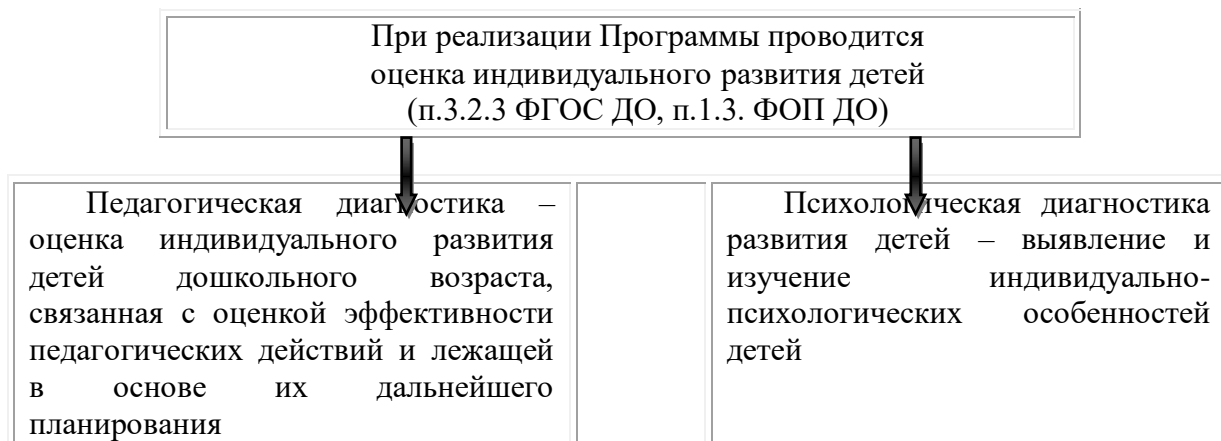 При реализации Программы проводится
оценка индивидуального развития детей
(п.3.2.3 ФГОС ДО, п.1.3. ФОП ДО)
Педагогическая диагностика –
оценка индивидуального развития
детей дошкольного возраста,
связанная с оценкой эффективности
педагогических действий и лежащей
в основе их дальнейшего
планирования
Психологическая диагностика
развития детей – выявление и
изучение индивидуально-
психологических особенностей
детей